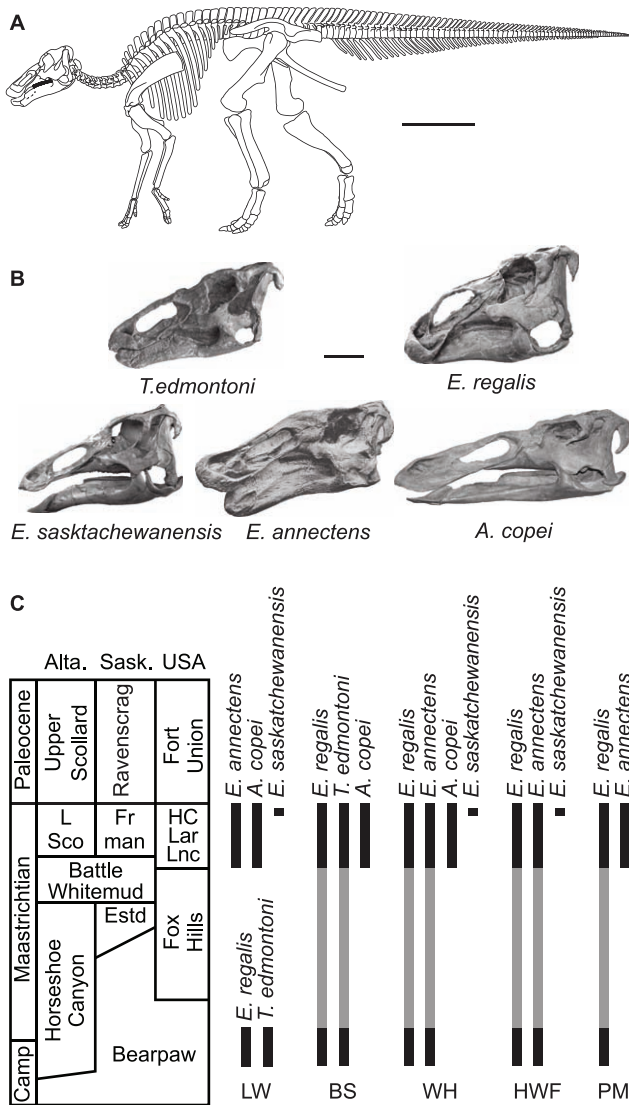 A
B
T.edmontoni
E. regalis
E. sasktachewanensis
E. annectens
A. copei
C
Alta. Sask. USA
Paleocene
Upper Scollard
Ravenscrag
Fort Union
Maastrichtian
L Sco
Fr man
HC Lar Lnc
Battle Whitemud
Estd
Fox Hills
Horseshoe Canyon
Camp
Bearpaw
E. annectens
A. copei
E. saskatchewanensis
E. regalis
T. edmontoni
LW
E. regalis
T. edmontoni
A. copei
BS
E. regalis
E. annectens
A. copei
E. saskatchewanensis
WH
E. regalis
E. annectens
E. saskatchewanensis
HWF
E. regalis
E. annectens
PM